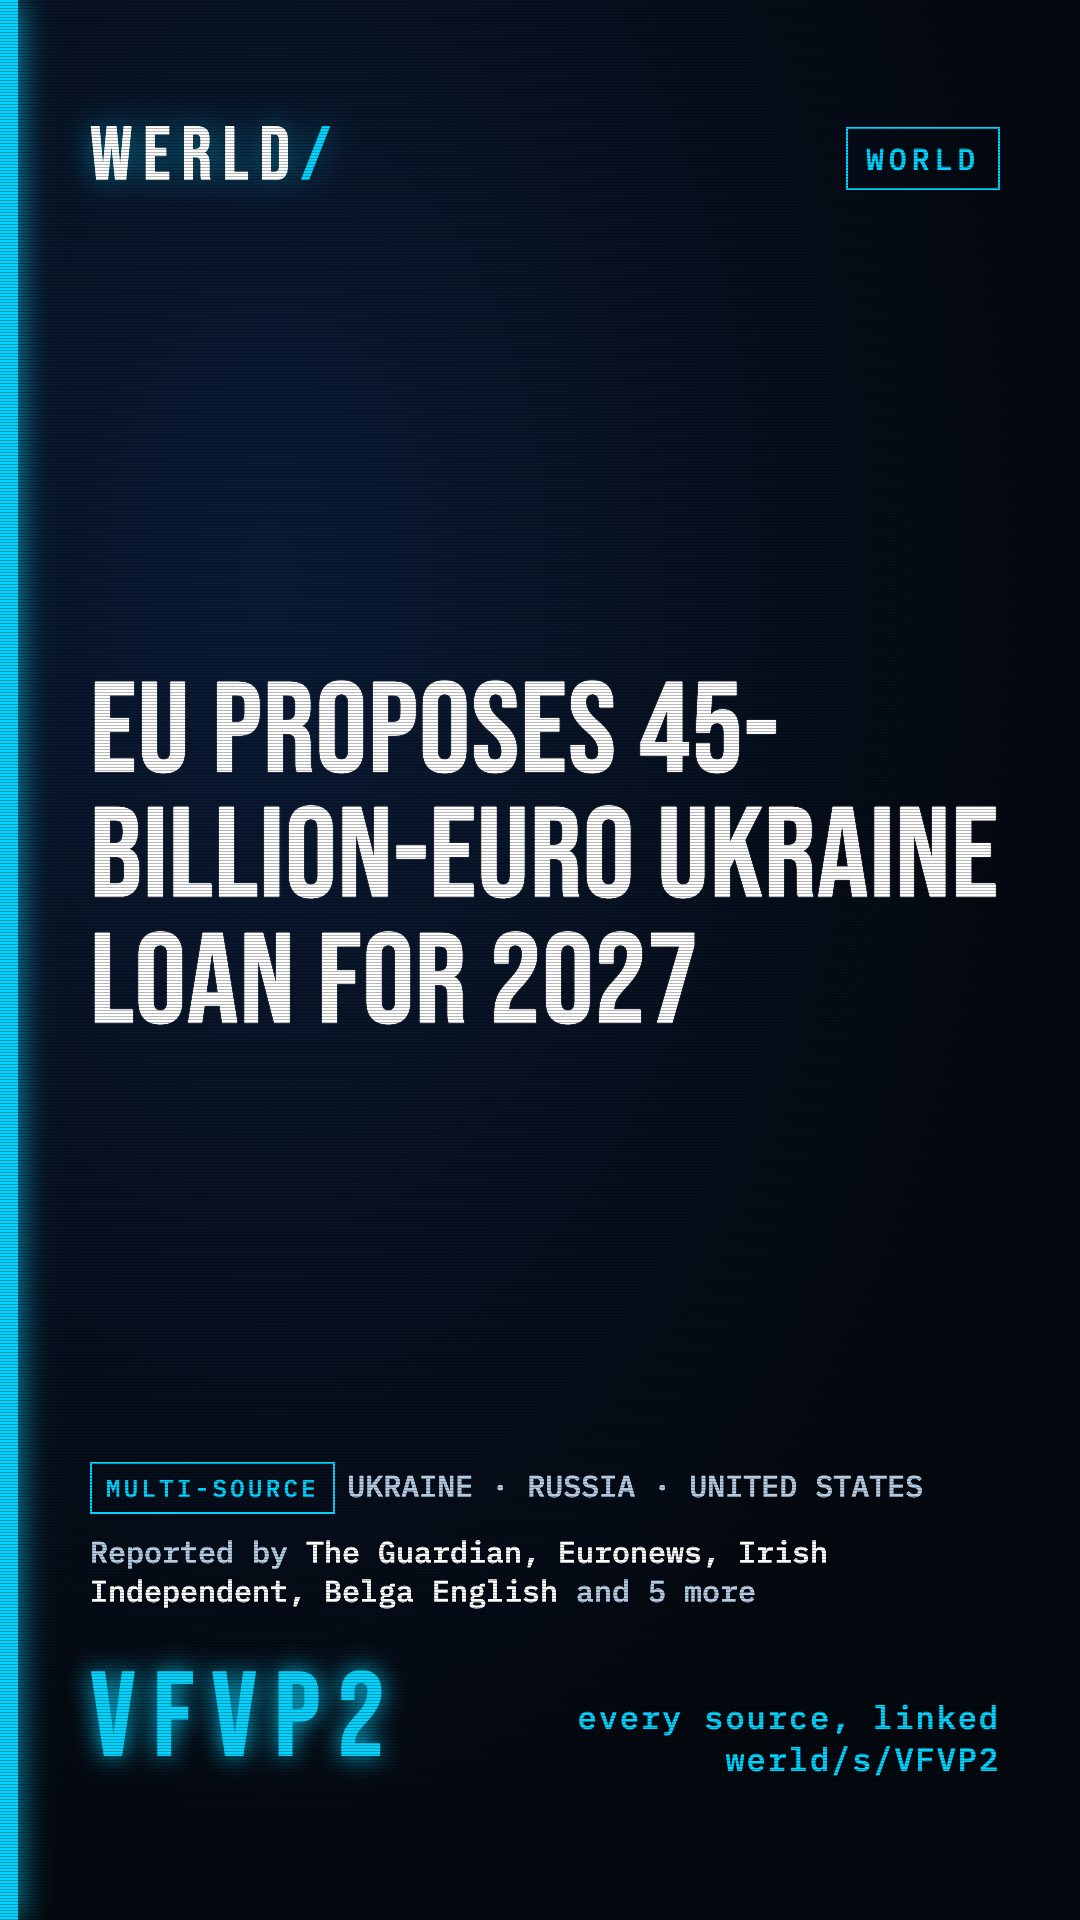 WERLD/
WORLD
EU PROPOSES 45-
BILLION-EURO UKRAINE
LOAN FOR 2027
MULTI-SOURCE UKRAINE · RUSSIA · UNITED STATES
Reported by The Guardian, Euronews, Irish
Independent, Belga English and 5 more
VFVP2
every source, linked
werld/s/VFVP2